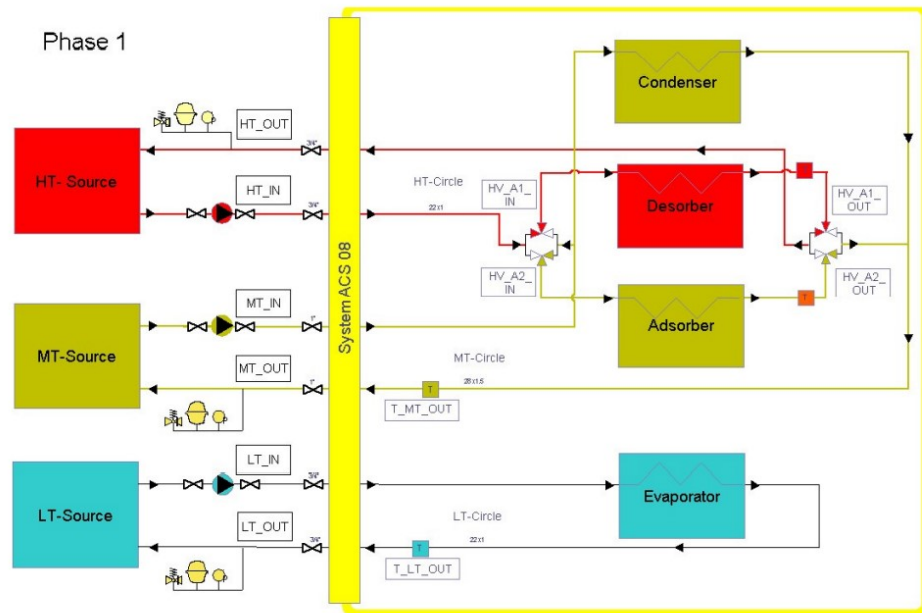 Phase 1
HT_OUT
3/4"
HT- Source
HT_IN
3/4"
HT-Circle
22x1
System ACS 08
Condenser
HV_A1_
IN
Desorber
HV_A1_
OUT
HV_A2_
IN
HV_A2_
OUT
T
Adsorber
MT_IN
1"
MT-Source
MT_OUT
1"
MT-Circle
28x1,5
T
T_MT_OUT
LT_IN
3/4"
LT-Source
LT_OUT
3/4"
LT-Circle
22x1
T
T_LT_OUT
Evaporator